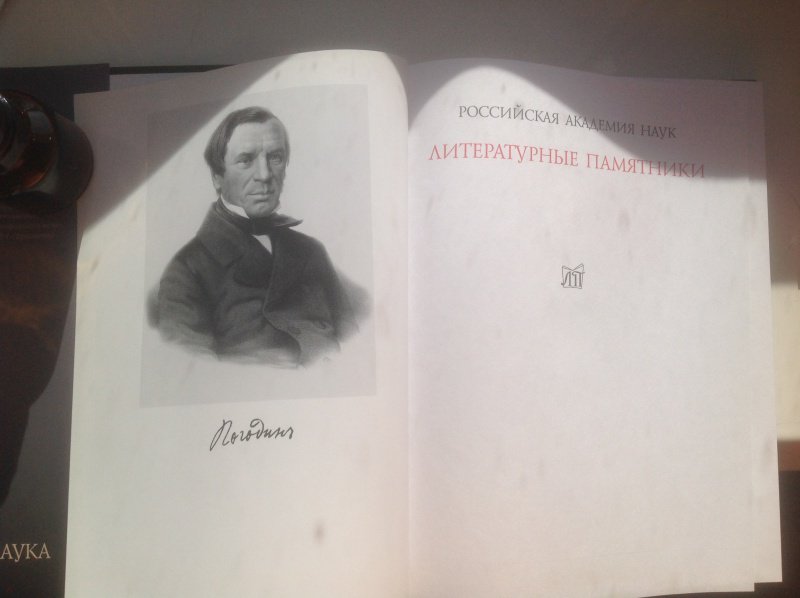 Погодинъ
РОССИЙСКАЯ АКАДЕМИЯ НАУК
ЛИТЕРАТУРНЫЕ ПАМЯТНИКИ
ЛП
АУКА